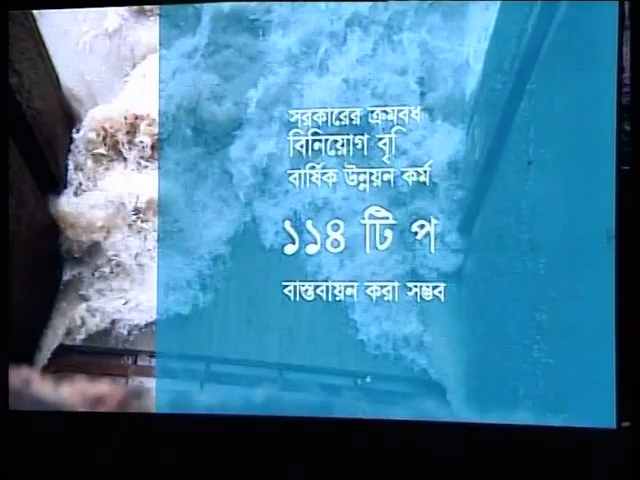 সরকারের ক্রমবধ
বিনিয়োগ বৃ
বার্ষিক উন্নয়ন কর্ম
১১৪ টি প
বাস্তবায়ন করা সম্ভব